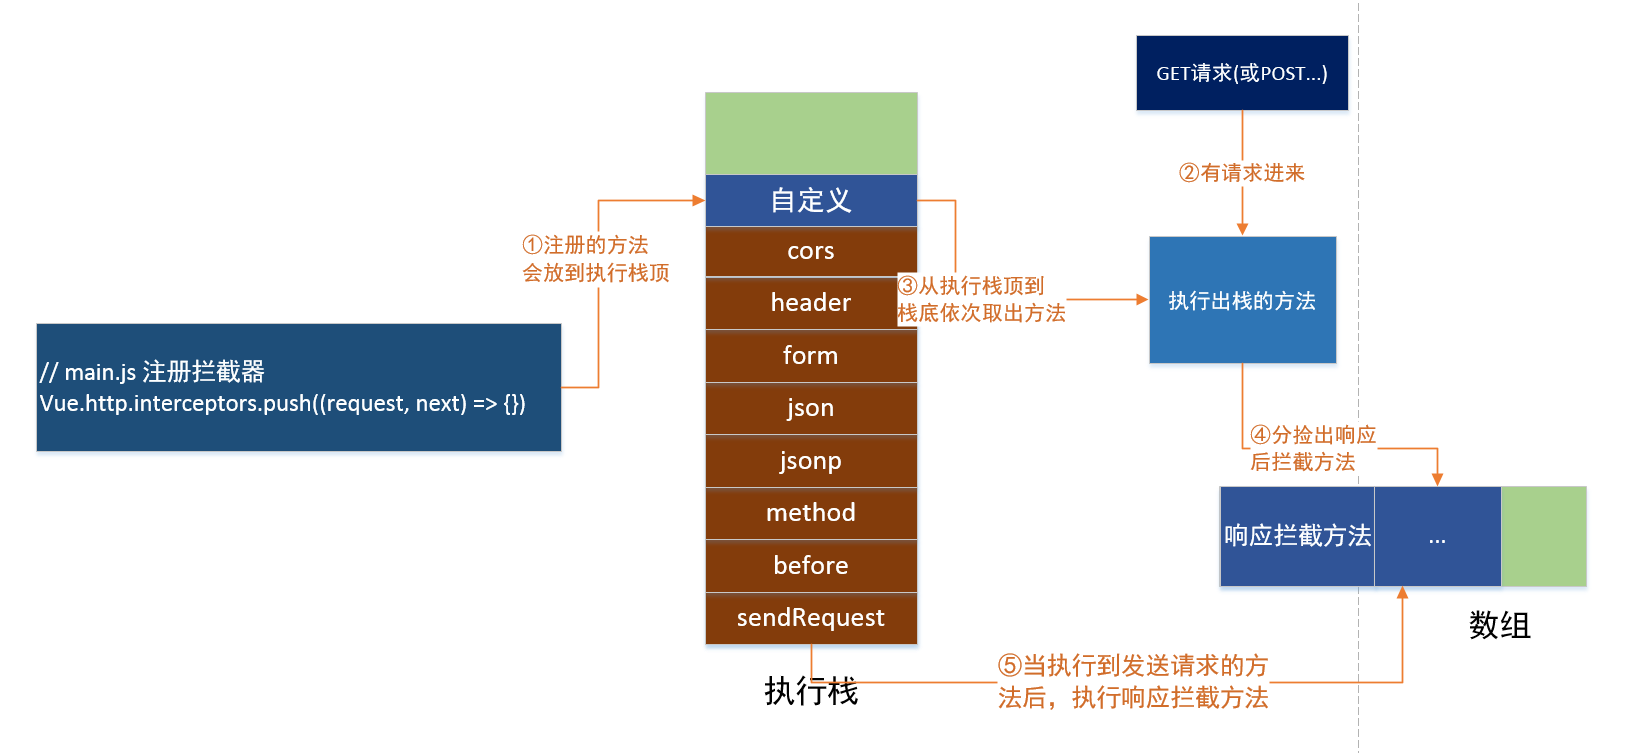 GET请求(或POST...)
②有请求进来
自定义
①注册的方法
会放到执行栈顶
cors
③从执行栈顶到
栈底依次取出方法
执行出栈的方法
header
// main.js 注册拦截器
Vue.http.interceptors.push((request, next) => {})
form
json
④分捡出响应
后拦截方法
jsonp
method
响应拦截方法
...
before
sendRequest
数组
⑤当执行到发送请求的方
法后，执行响应拦截方法
执行栈